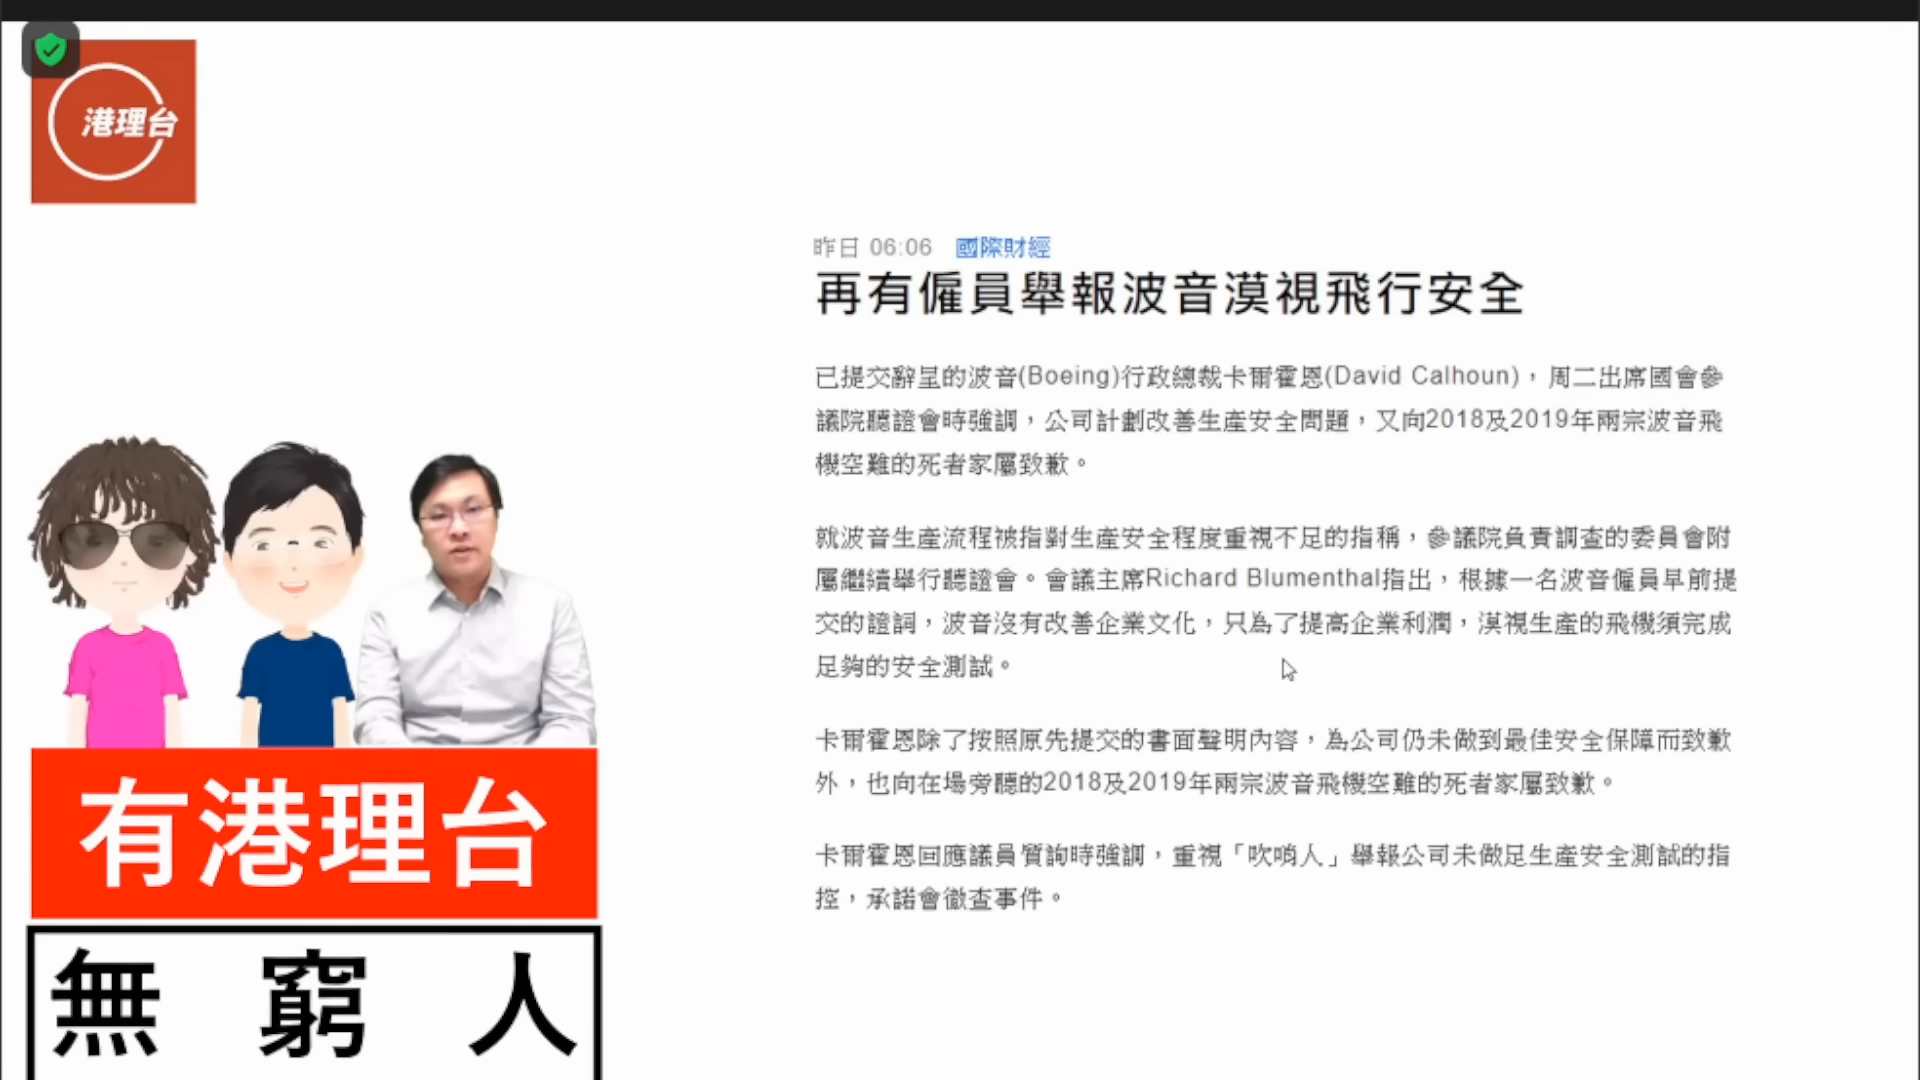 港理台
昨日 06:06 國際財經
再有僱員舉報波音漠視飛行安全
已提交辭呈的波音(Boeing)行政總裁卡爾霍恩(David Calhoun)，周二出席國會參
議院聽證會時強調，公司計劃改善生產安全問題，又向2018及2019年兩宗波音飛
機空難的死者家屬致歉。
就波音生產流程被指對生產安全程度重視不足的指稱，參議院負責調查的委員會附
屬繼續舉行聽證會。會議主席Richard Blumenthal指出，根據一名波音僱員早前提
交的證詞，波音沒有改善企業文化，只為了提高企業利潤，漠視生產的飛機須完成
足夠的安全測試。
卡爾霍恩除了按照原先提交的書面聲明內容，為公司仍未做到最佳安全保障而致歉
外，也向在場旁聽的2018及2019年兩宗波音飛機空難的死者家屬致歉。
卡爾霍恩回應議員質詢時強調，重視「吹哨人」舉報公司未做足生產安全測試的指
控，承諾會徹查事件。
有港理台
無窮人